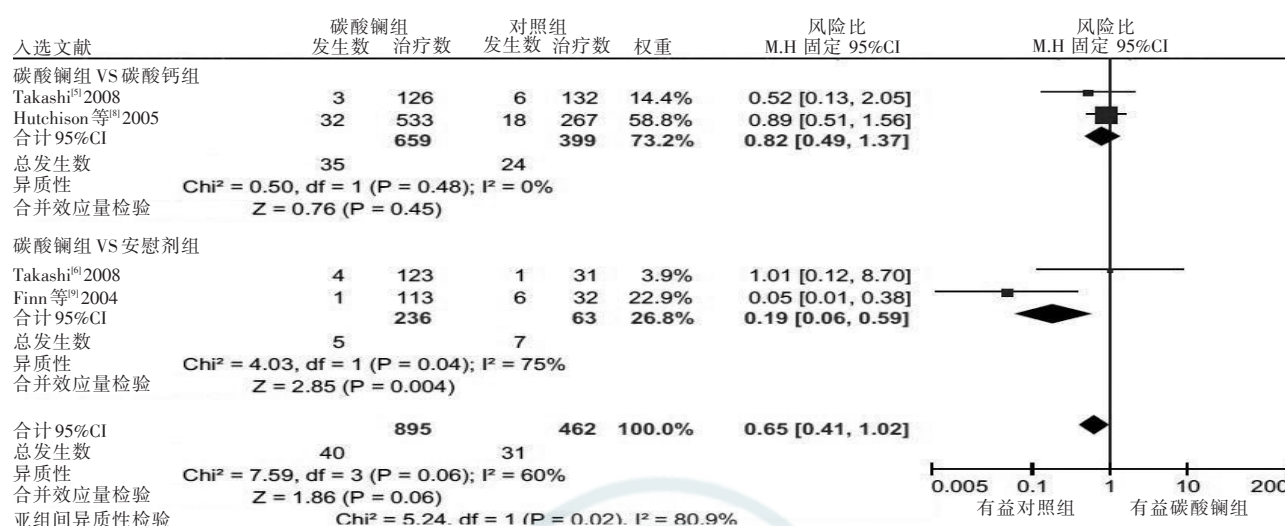 碳酸镧组 对照组 风险比 风险比
入选文献 发生数 治疗数 发生数 治疗数 权重 M.H 固定 95%CI M.H 固定 95%CI
碳酸镧组 VS 碳酸钙组
Takashi[5] 2008 3 126 6 132 14.4% 0.52 [0.13, 2.05]
Hutchison 等[8] 2005 32 533 18 267 58.8% 0.89 [0.51, 1.56]
合计 95%CI 659 399 73.2% 0.82 [0.49, 1.37]
总发生数 35 24
异质性 Chi² = 0.50, df = 1 (P = 0.48); I² = 0%
合并效应量检验 Z = 0.76 (P = 0.45)
碳酸镧组 VS 安慰剂组
Takashi[6] 2008 4 123 1 31 3.9% 1.01 [0.12, 8.70]
Finn 等[9] 2004 1 113 6 32 22.9% 0.05 [0.01, 0.38]
合计 95%CI 236 63 26.8% 0.19 [0.06, 0.59]
总发生数 5 7
异质性 Chi² = 4.03, df = 1 (P = 0.04); I² = 75%
合并效应量检验 Z = 2.85 (P = 0.004)
合计 95%CI 895 462 100.0% 0.65 [0.41, 1.02]
总发生数 40 31
异质性 Chi² = 7.59, df = 3 (P = 0.06); I² = 60%
合并效应量检验 Z = 1.86 (P = 0.06)
亚组间异质性检验 Chi² = 5.24, df = 1 (P = 0.02), I² = 80.9%
0.005 0.1 1 10 200
有益对照组 有益碳酸镧组